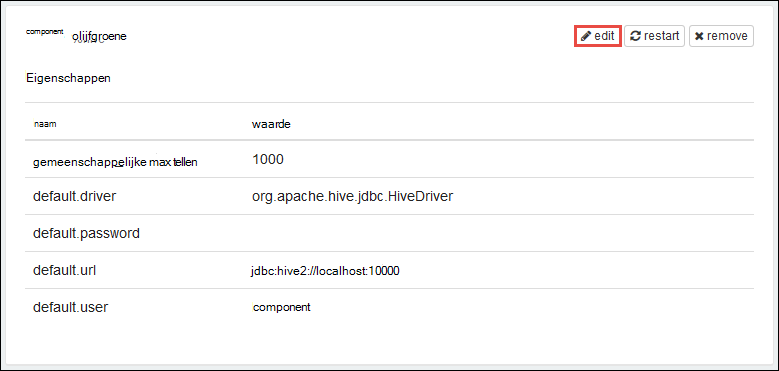 component olijfgroene edit restart remove
Eigenschappen
naam waarde
gemeenschappelijke max tellen 1000
default.driver org.apache.hive.jdbc.HiveDriver
default.password
default.url jdbc:hive2://localhost:10000
default.user component